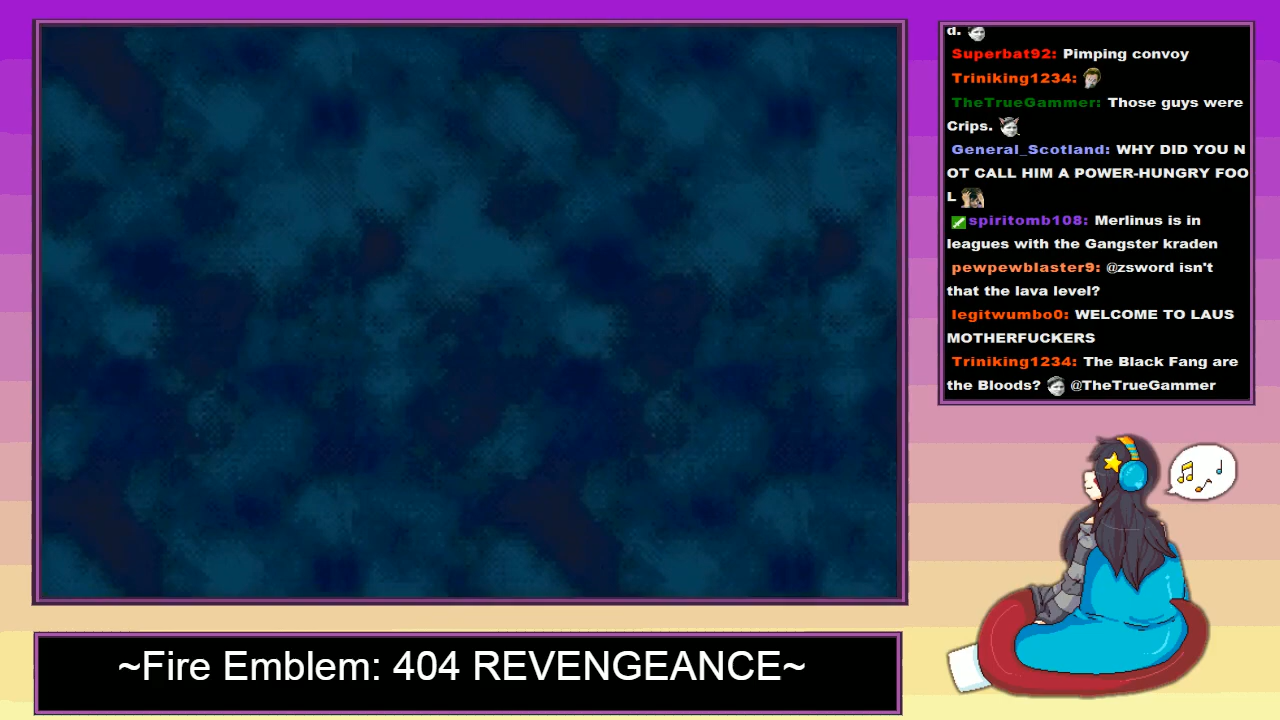 d.
Superbat92: Pimping convoy
Triniking1234:
TheTrueGammer: Those guys were
Crips.
General_Scotland: WHY DID YOU N
OT CALL HIM A POWER-HUNGRY FOO
L
spiritomb108: Merlinus is in
leagues with the Gangster kraden
pewpewblaster9: @zsword isn't
that the lava level?
legitwumbo0: WELCOME TO LAUS
MOTHERFUCKERS
Triniking1234: The Black Fang are
the Bloods? @TheTrueGammer
~Fire Emblem: 404 REVENGEANCE~